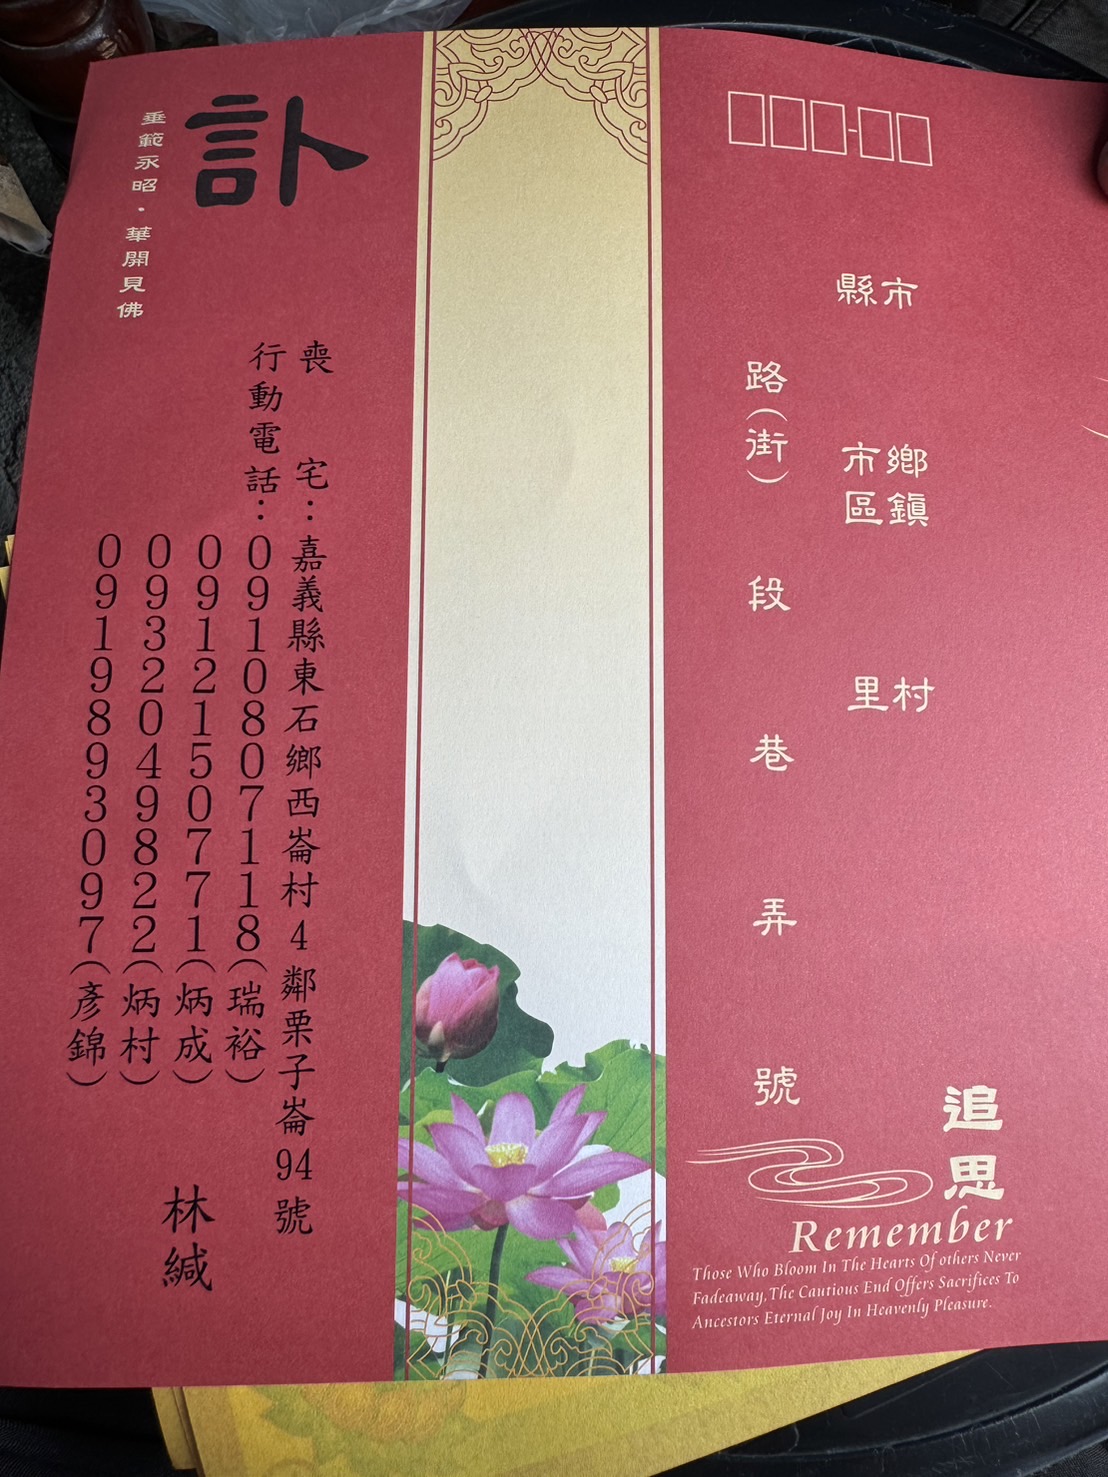 縣市
鄉鎮
市區
村里
路(街)
段
巷
弄
號
追思
Remember
Those Who Bloom In The Hearts Of others Never
Fadeaway,The Cautious End Offers Sacrifices To
Ancestors Eternal Joy In Heavenly Pleasure.
訃
垂範永昭・華開見佛
喪宅：嘉義縣東石鄉西崙村4鄰栗子崙94號
行動電話：0910807118(瑞裕)
0912150771(炳成)
0932049822(炳村)
0919893097(彥錦)
林緘